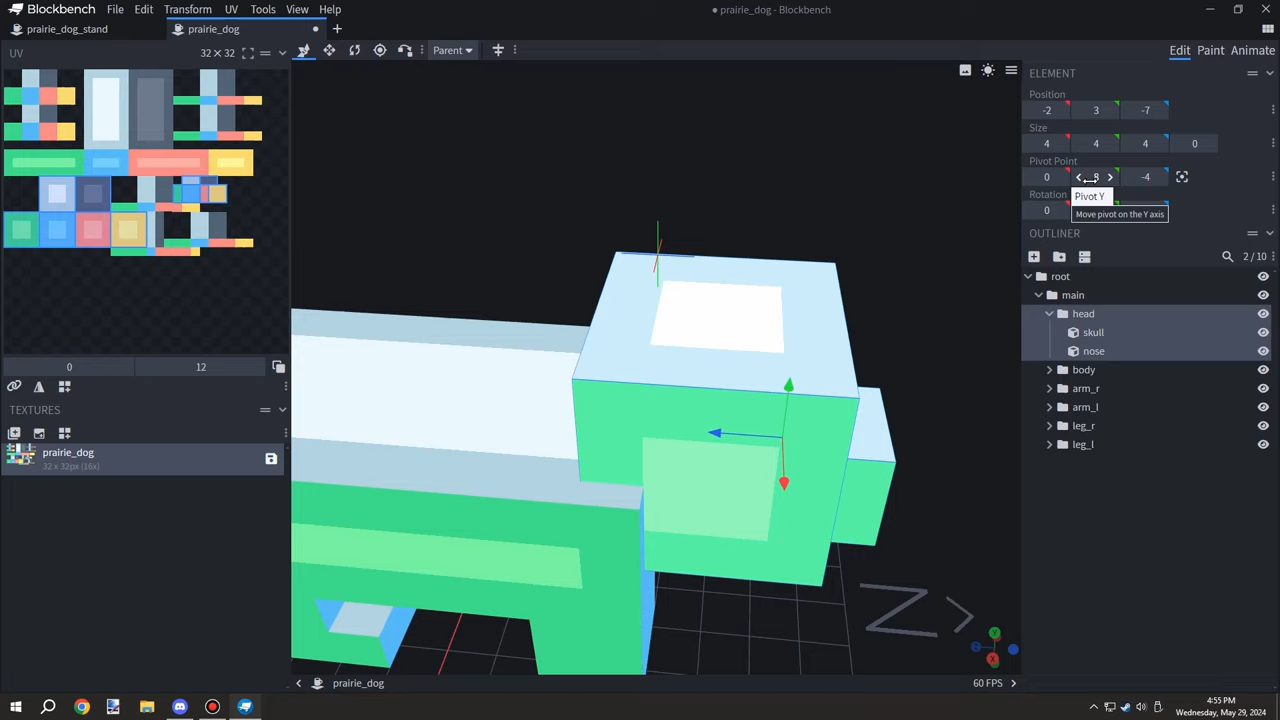 Blockbench
File
Edit
Transform
UV
Tools
View
Help
prairie_dog - Blockbench
prairie_dog_stand
prairie_dog
UV
32 × 32
Parent
Edit
Paint
Animate
ELEMENT
Position
-2
3
-7
Size
4
4
4
0
Pivot Point
0
-4
Pivot Y
Rotation
0
Move pivot on the Y axis
OUTLINER
2 / 10
root
main
head
skull
nose
body
arm_r
arm_l
leg_r
leg_l
0
12
TEXTURES
prairie_dog
32 x 32px (16x)
Z
prairie_dog
60 FPS
4:55 PM
Wednesday, May 29, 2024